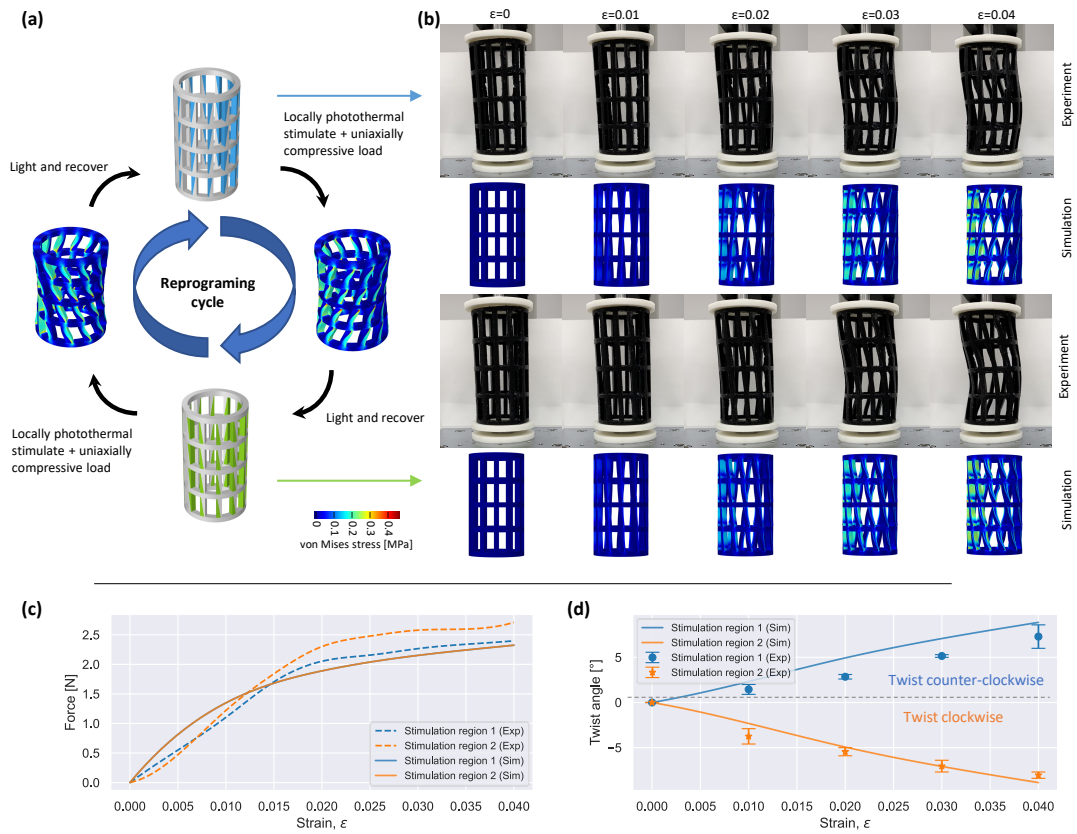 (a)
Locally photothermal
stimulate + uniaxially
compressive load
Light and recover
Reprograming
cycle
Light and recover
Locally photothermal
stimulate + uniaxially
compressive load
0 0.1 0.2 0.3 0.4
von Mises stress [MPa]
(b)
ε=0 ε=0.01 ε=0.02 ε=0.03 ε=0.04
Experiment
Simulation
Experiment
Simulation
(c)
Force [N]
2.5
2.0
1.5
1.0
0.5
0.0
Stimulation region 1 (Exp)
Stimulation region 2 (Exp)
Stimulation region 1 (Sim)
Stimulation region 2 (Sim)
0.000 0.005 0.010 0.015 0.020 0.025 0.030 0.035 0.040
Strain, ε
(d)
Twist angle [°]
5
0
−5
Stimulation region 1 (Sim)
Stimulation region 2 (Sim)
Stimulation region 1 (Exp)
Stimulation region 2 (Exp)
Twist counter-clockwise
Twist clockwise
0.000 0.005 0.010 0.015 0.020 0.025 0.030 0.035 0.040
Strain, ε